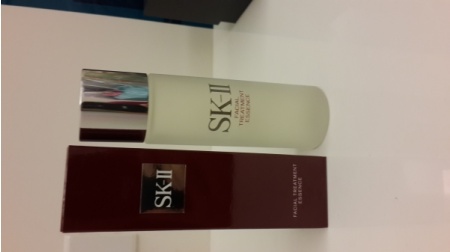 SK-II
FACIAL
TREATMENT
ESSENCE
SK-II
FACIAL TREATMENT
ESSENCE